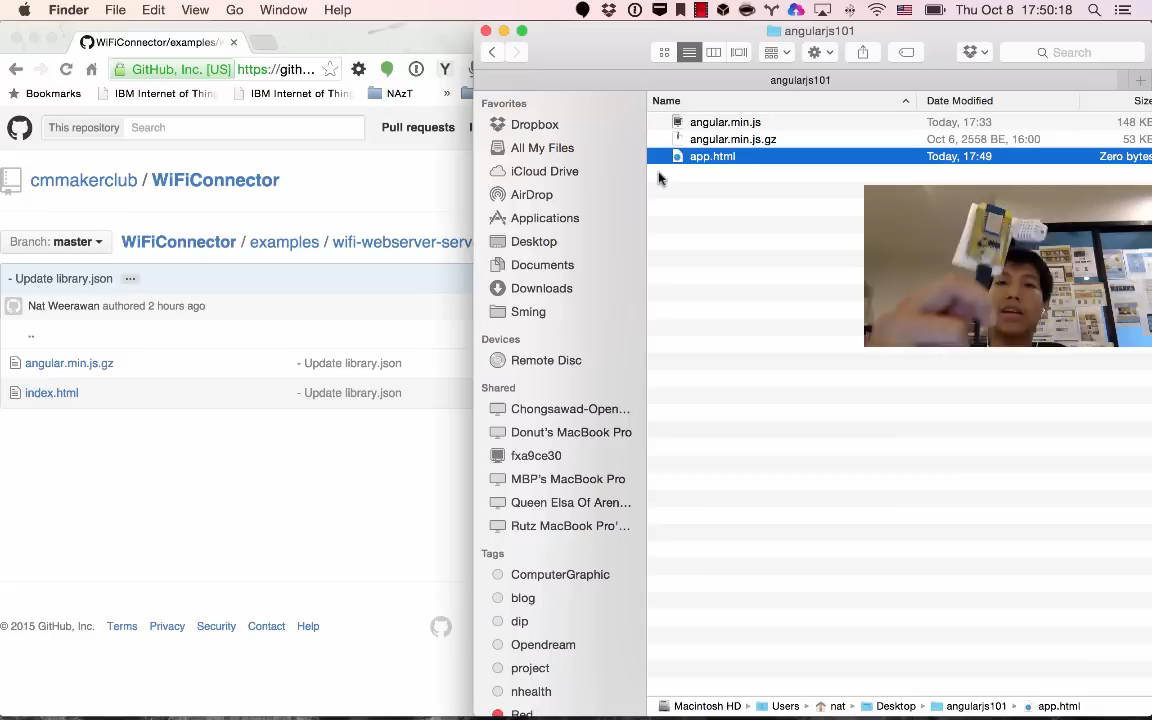 Finder File Edit View Go Window Help Thu Oct 8 17:50:18
WiFiConnector/examples/w
GitHub, Inc. [US] https://gith…
Bookmarks IBM Internet of Thing IBM Internet of Thing NAzT »
This repository Search Pull requests
cmmakerclub / WiFiConnector
Branch: master WiFiConnector / examples / wifi-webserver-serv
- Update library.json ...
Nat Weerawan authored 2 hours ago
..
angular.min.js.gz - Update library.json
index.html - Update library.json
© 2015 GitHub, Inc. Terms Privacy Security Contact Help
angularjs101
Search
angularjs101
Favorites
Dropbox
All My Files
iCloud Drive
AirDrop
Applications
Desktop
Documents
Downloads
Sming
Devices
Remote Disc
Shared
Chongsawad-Open...
Donut's MacBook Pro
fxa9ce30
MBP's MacBook Pro
Queen Elsa Of Aren...
Rutz MacBook Pro'...
Tags
ComputerGraphic
blog
dip
Opendream
project
nhealth
Red
Name Date Modified Size
angular.min.js Today, 17:33 148 KB
angular.min.js.gz Oct 6, 2558 BE, 16:00 53 KB
app.html Today, 17:49 Zero bytes
Macintosh HD Users nat Desktop angularjs101 app.html